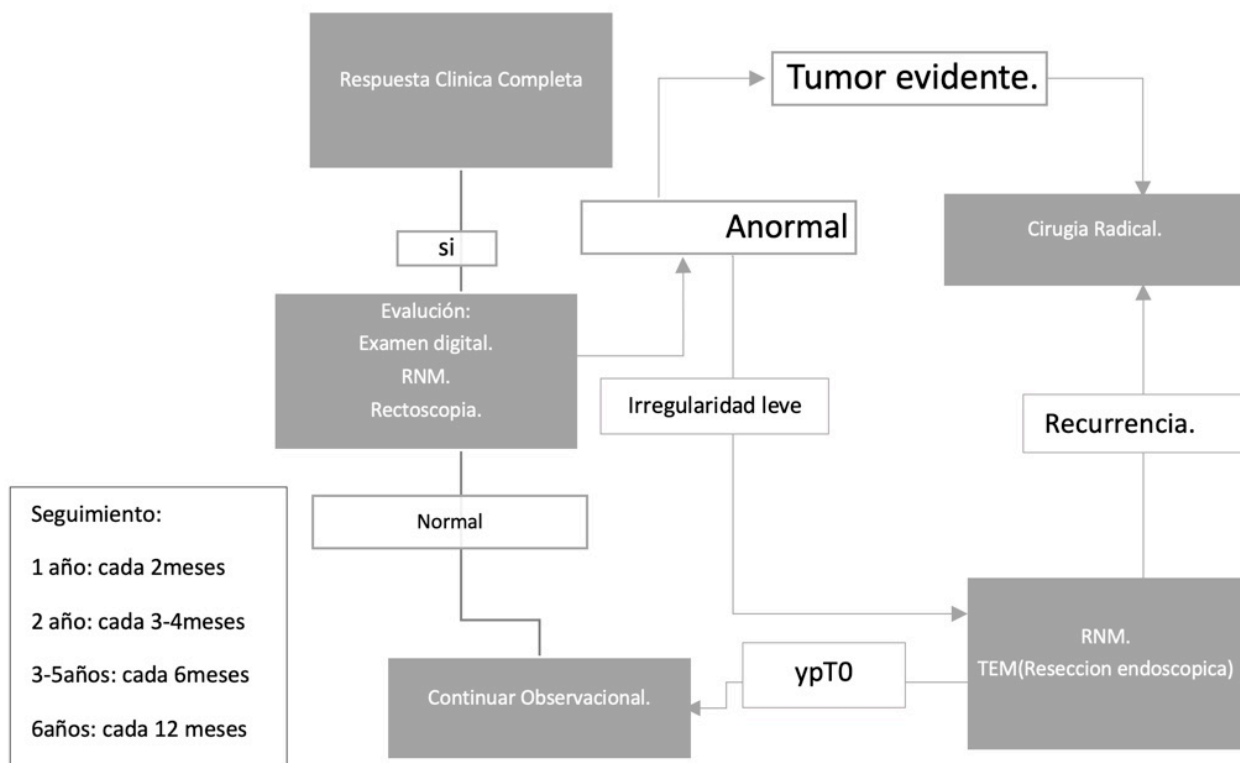 Respuesta Clinica Completa
Tumor evidente.
Anormal
Cirugia Radical.
si
Evalución:
Examen digital.
RNM.
Rectoscopia.
Irregularidad leve
Recurrencia.
Seguimiento:
1 año: cada 2meses
2 año: cada 3-4meses
3-5años: cada 6meses
6años: cada 12 meses
Normal
RNM.
TEM(Reseccion endoscopica)
ypT0
Continuar Observacional.